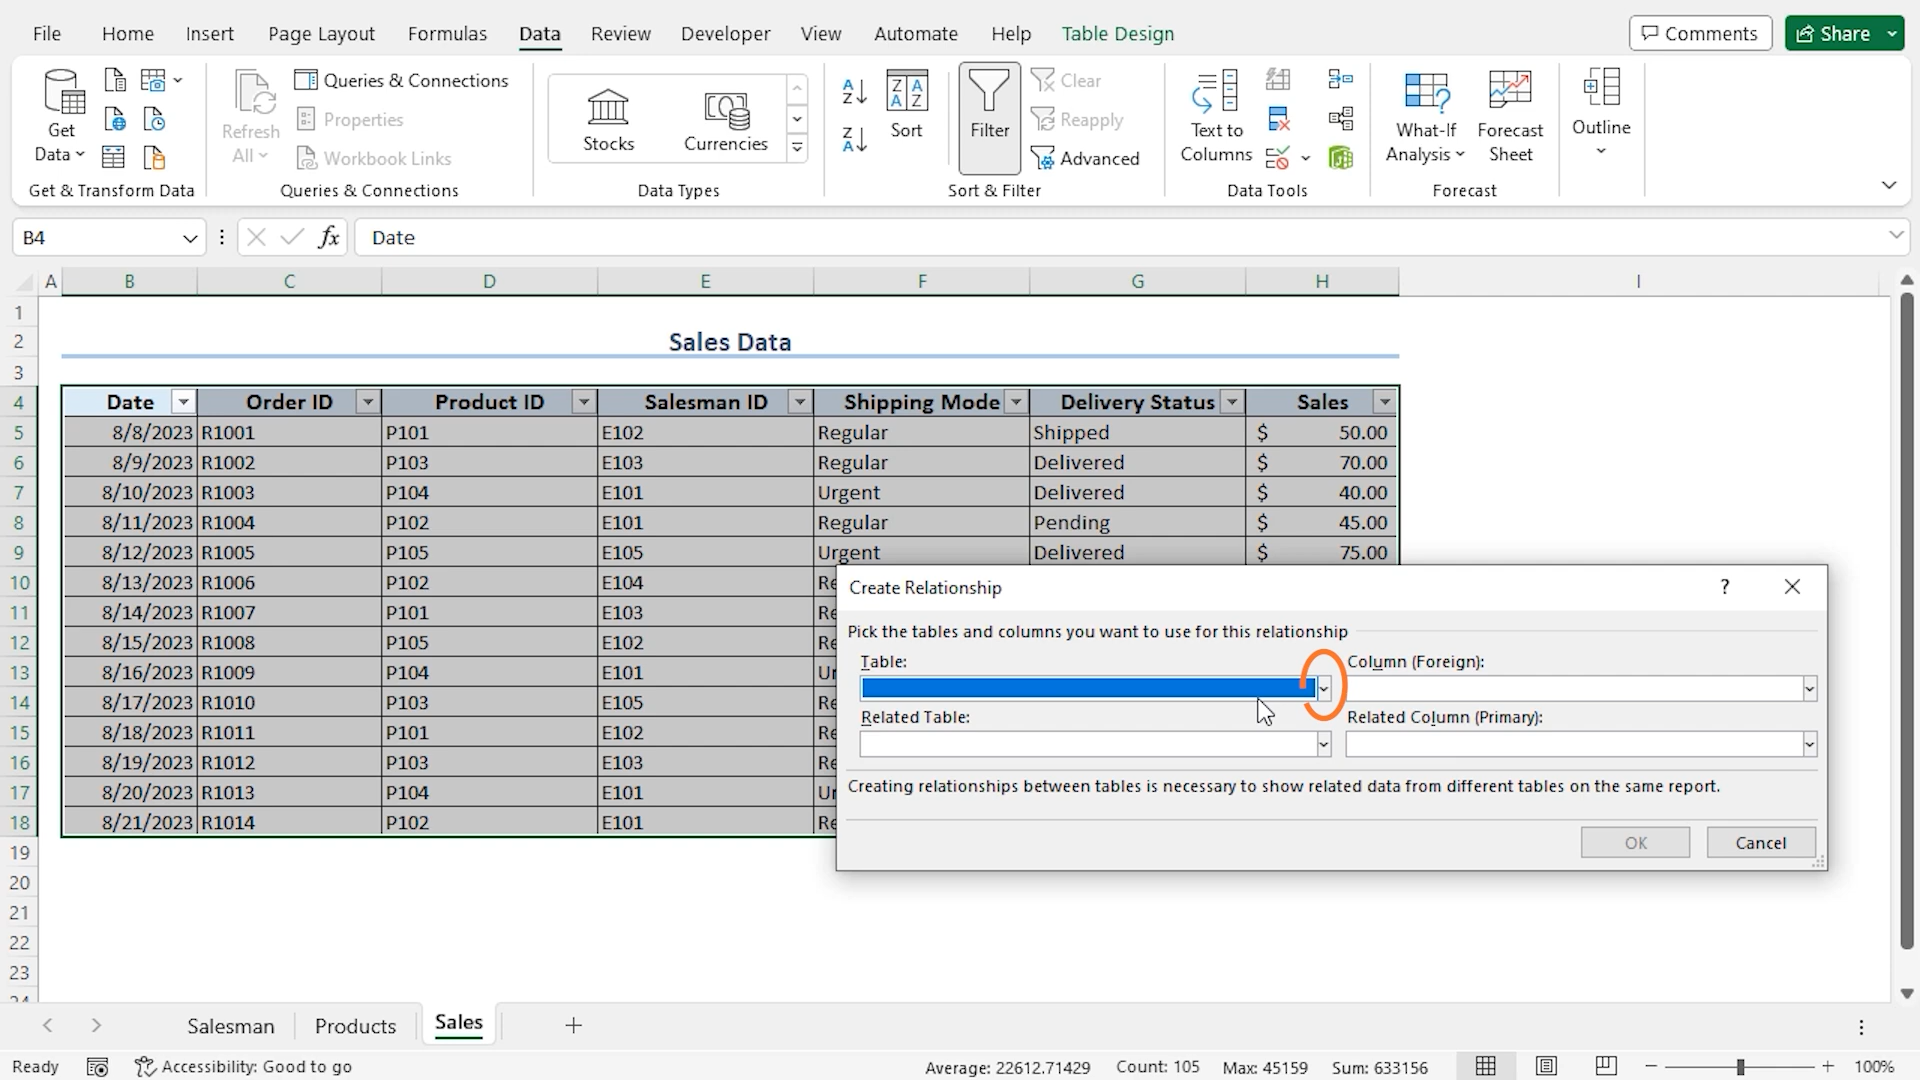 File Home Insert Page Layout Formulas Data Review Developer View Automate Help Table Design Comments Share
Get Data
Refresh All
Queries & Connections
Properties
Workbook Links
Stocks
Currencies
Sort
Filter
Clear
Reapply
Advanced
Text to Columns
What-If Analysis
Forecast Sheet
Outline
Get & Transform Data Queries & Connections Data Types Sort & Filter Data Tools Forecast
B4 fx Date
A B C D E F G H I
1
2 Sales Data
3
4 Date Order ID Product ID Salesman ID Shipping Mode Delivery Status Sales
5 8/8/2023 R1001 P101 E102 Regular Shipped $ 50.00
6 8/9/2023 R1002 P103 E103 Regular Delivered $ 70.00
7 8/10/2023 R1003 P104 E101 Urgent Delivered $ 40.00
8 8/11/2023 R1004 P102 E101 Regular Pending $ 45.00
9 8/12/2023 R1005 P105 E105 Urgent Delivered $ 75.00
10 8/13/2023 R1006 P102 E104 Re
11 8/14/2023 R1007 P101 E103 Re
12 8/15/2023 R1008 P105 E102 Re
13 8/16/2023 R1009 P104 E101 Ur
14 8/17/2023 R1010 P103 E105 Re
15 8/18/2023 R1011 P101 E102 Re
16 8/19/2023 R1012 P103 E103 Re
17 8/20/2023 R1013 P104 E101 Ur
18 8/21/2023 R1014 P102 E101 Re
19
20
21
22
23
24
Create Relationship ?
Pick the tables and columns you want to use for this relationship
Table: Column (Foreign):
Related Table: Related Column (Primary):
Creating relationships between tables is necessary to show related data from different tables on the same report.
OK Cancel
Salesman Products Sales
Ready Accessibility: Good to go Average: 22612.71429 Count: 105 Max: 45159 Sum: 633156 100%